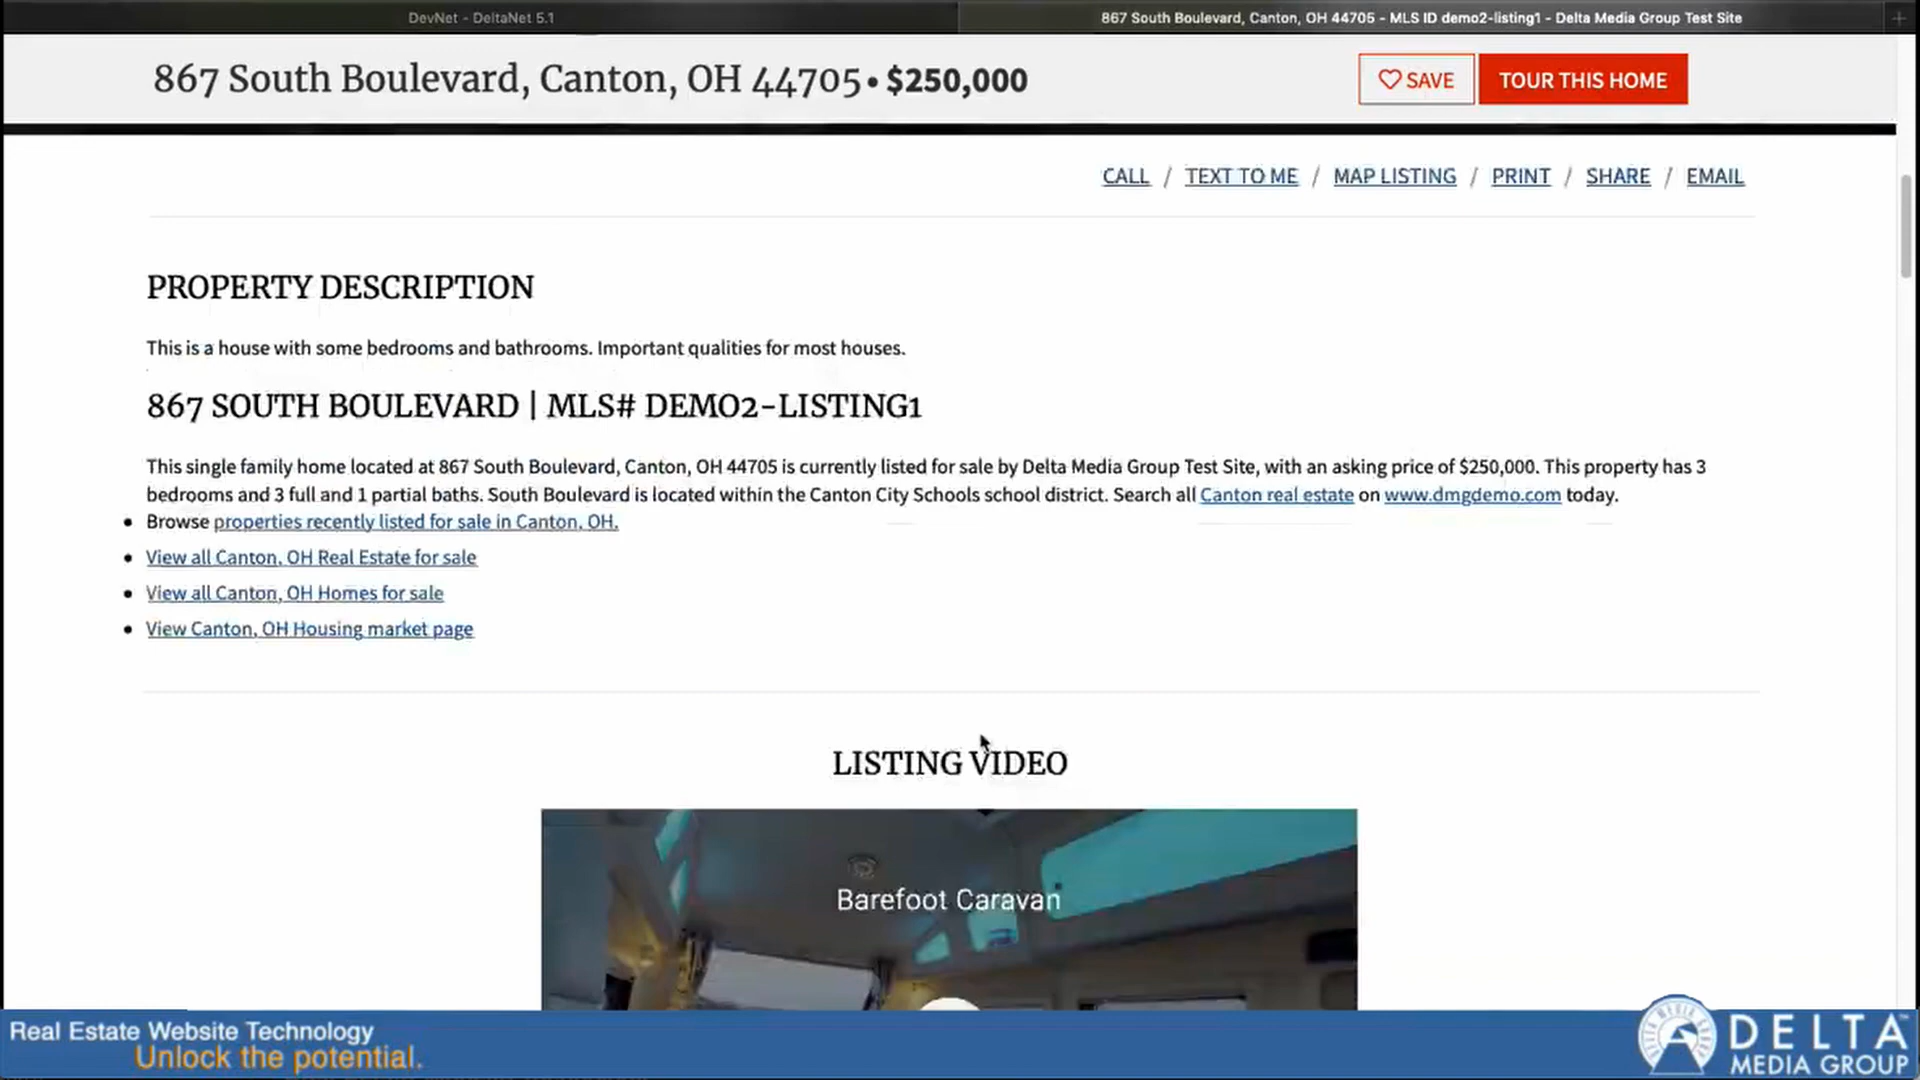 DevNet - DeltaNet 5.1
867 South Boulevard, Canton, OH 44705 - MLS ID demo2-listing1 - Delta Media Group Test Site
867 South Boulevard, Canton, OH 44705 • $250,000
SAVE
TOUR THIS HOME
CALL / TEXT TO ME / MAP LISTING / PRINT / SHARE / EMAIL
PROPERTY DESCRIPTION
This is a house with some bedrooms and bathrooms. Important qualities for most houses.
867 SOUTH BOULEVARD | MLS# DEMO2-LISTING1
This single family home located at 867 South Boulevard, Canton, OH 44705 is currently listed for sale by Delta Media Group Test Site, with an asking price of $250,000. This property has 3
bedrooms and 3 full and 1 partial baths. South Boulevard is located within the Canton City Schools school district. Search all Canton real estate on www.dmgdemo.com today.
• Browse properties recently listed for sale in Canton, OH.
• View all Canton, OH Real Estate for sale
• View all Canton, OH Homes for sale
• View Canton, OH Housing market page
LISTING VIDEO
Barefoot Caravan
Real Estate Website Technology
Unlock the potential.
DELTA
MEDIA GROUP